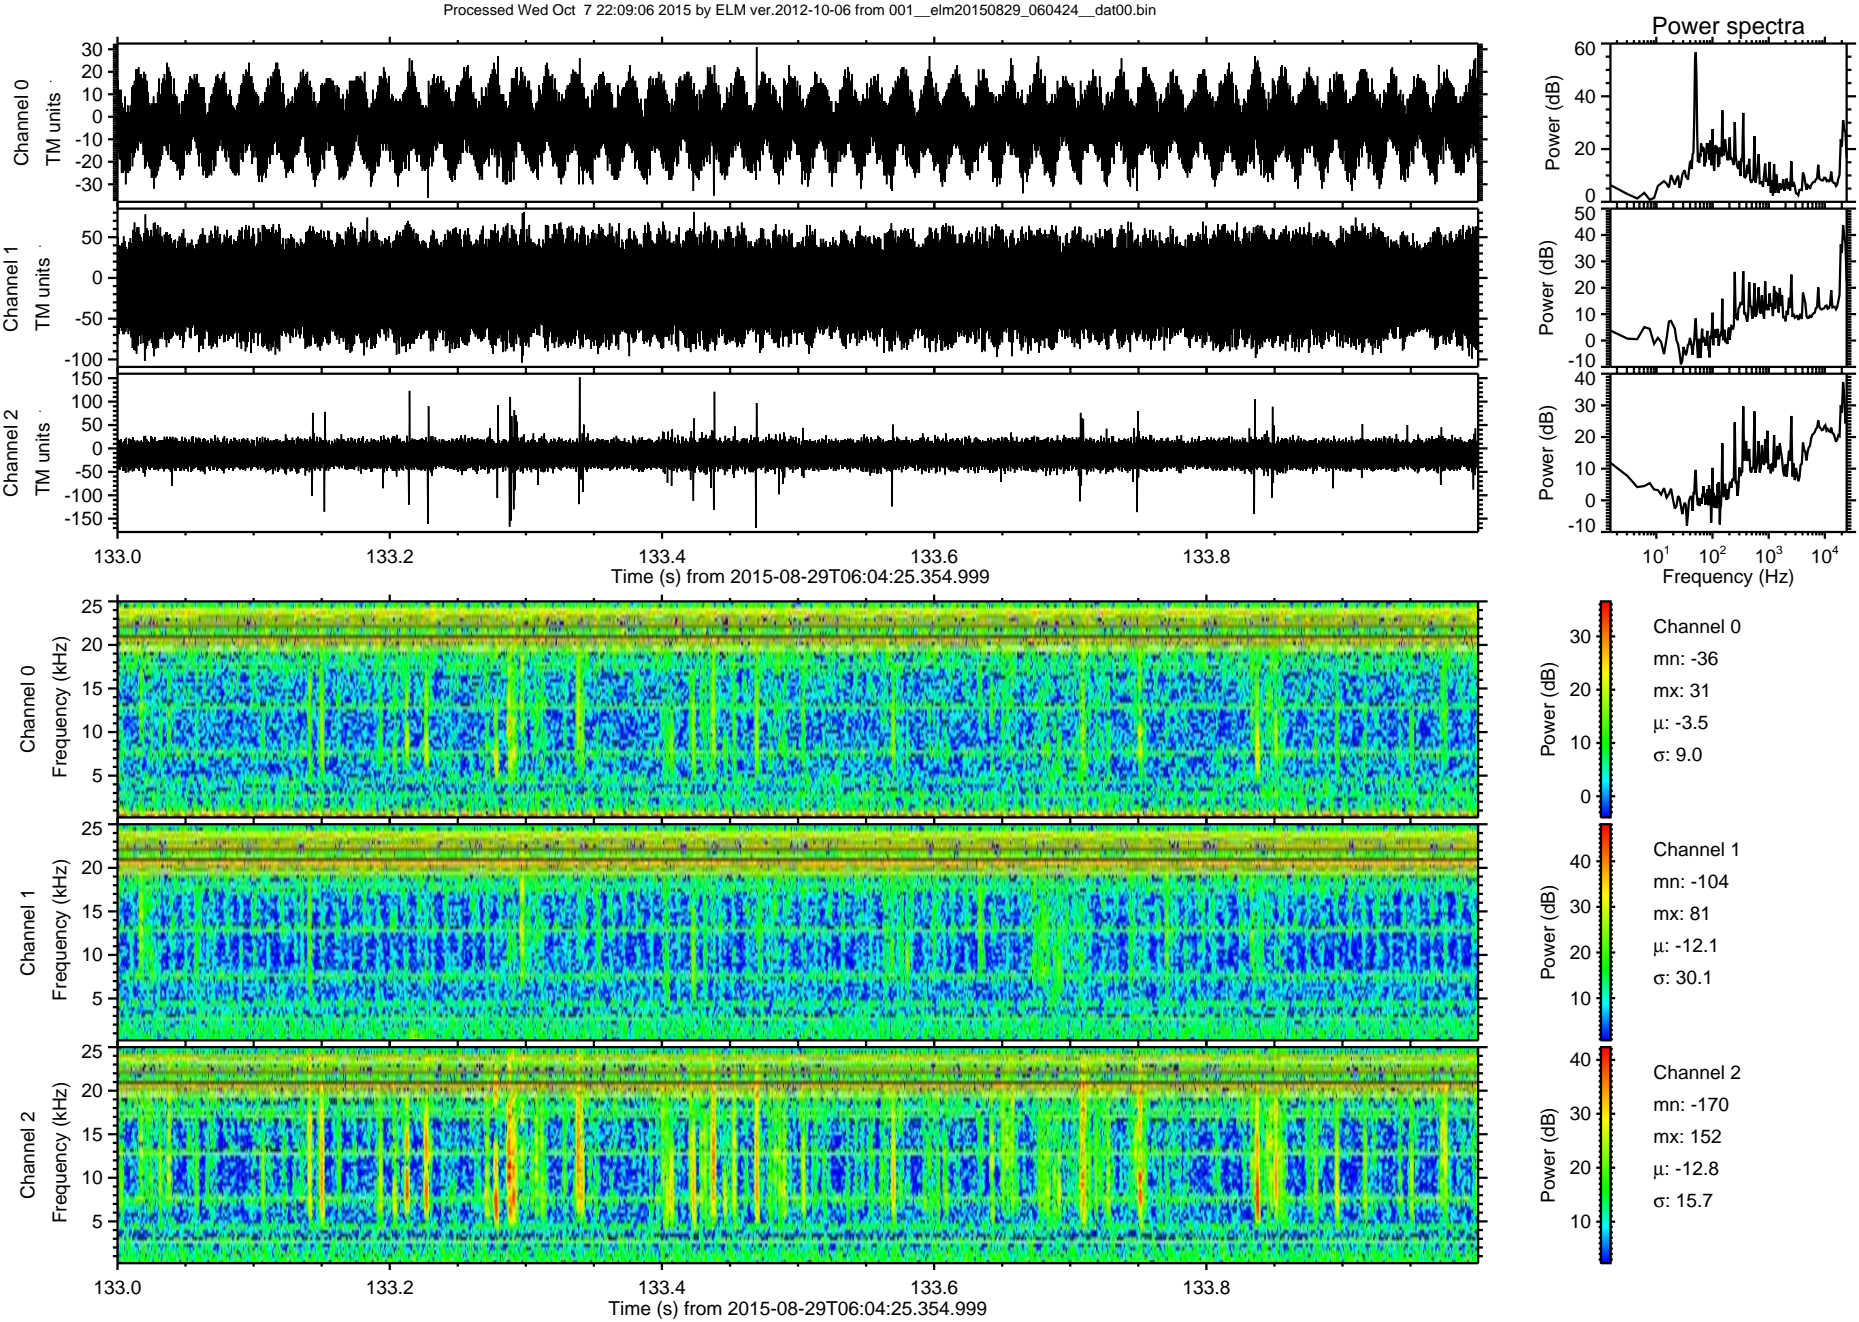 Processed Wed Oct 7 22:09:06 2015 by ELM ver.2012-10-06 from 001__elm20150829_060424__dat00.bin
Power spectra
Channel 0
TM units
30
20
10
0
-10
-20
-30
Power (dB)
60
40
20
0
Channel 1
TM units
50
0
-50
-100
Power (dB)
50
40
30
20
10
0
-10
Channel 2
TM units
150
100
50
0
-50
-100
-150
Power (dB)
40
30
20
10
0
-10
133.0 133.2 133.4 133.6 133.8
Time (s) from 2015-08-29T06:04:25.354.999
10¹ 10² 10³ 10⁴
Frequency (Hz)
Channel 0
Frequency (kHz)
25
20
15
10
5
Power (dB)
30
20
10
0
Channel 0
mn: -36
mx: 31
µ: -3.5
σ: 9.0
Channel 1
Frequency (kHz)
25
20
15
10
5
Power (dB)
40
30
20
10
Channel 1
mn: -104
mx: 81
µ: -12.1
σ: 30.1
Channel 2
Frequency (kHz)
25
20
15
10
5
Power (dB)
40
30
20
10
Channel 2
mn: -170
mx: 152
µ: -12.8
σ: 15.7
133.0 133.2 133.4 133.6 133.8
Time (s) from 2015-08-29T06:04:25.354.999